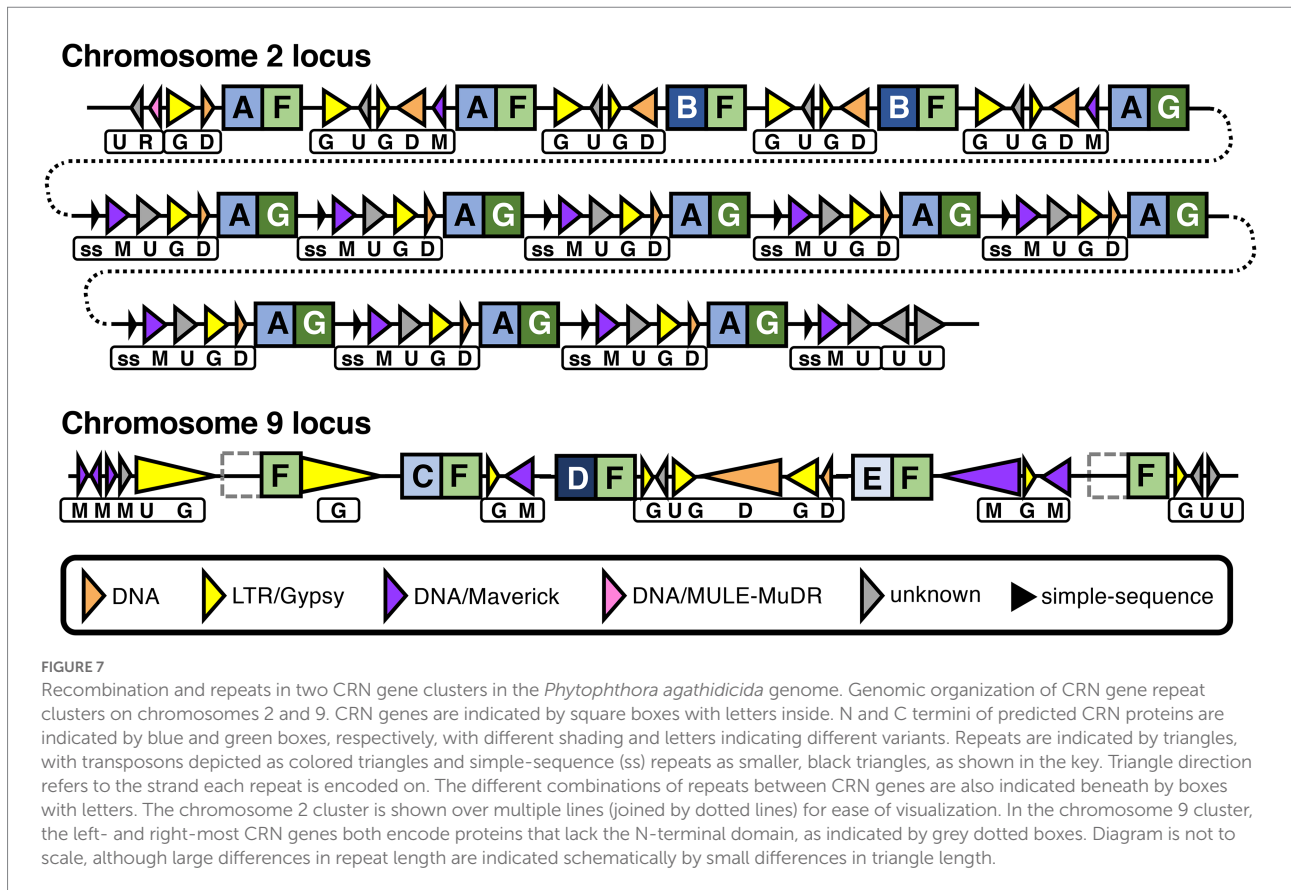 Chromosome 2 locus
A F A F B F B F A G
U R G D G U G D M G U G D G U G D G U G D M
A G A G A G A G A G
ss M U G D ss M U G D ss M U G D ss M U G D ss M U G D
A G A G A G
ss M U G D ss M U G D ss M U G D ss M U U U
Chromosome 9 locus
F C F D F E F F
M M M U G G G M G U G D G D M G M G U U
DNA LTR/Gypsy DNA/Maverick DNA/MULE-MuDR unknown simple-sequence
FIGURE 7
Recombination and repeats in two CRN gene clusters in the Phytophthora agathidicida genome. Genomic organization of CRN gene repeat
clusters on chromosomes 2 and 9. CRN genes are indicated by square boxes with letters inside. N and C termini of predicted CRN proteins are
indicated by blue and green boxes, respectively, with different shading and letters indicating different variants. Repeats are indicated by triangles,
with transposons depicted as colored triangles and simple-sequence (ss) repeats as smaller, black triangles, as shown in the key. Triangle direction
refers to the strand each repeat is encoded on. The different combinations of repeats between CRN genes are also indicated beneath by boxes
with letters. The chromosome 2 cluster is shown over multiple lines (joined by dotted lines) for ease of visualization. In the chromosome 9 cluster,
the left- and right-most CRN genes both encode proteins that lack the N-terminal domain, as indicated by grey dotted boxes. Diagram is not to
scale, although large differences in repeat length are indicated schematically by small differences in triangle length.